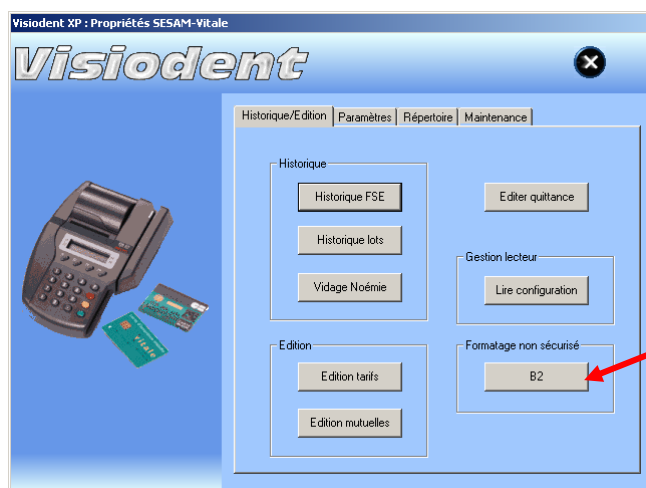 Visiodent XP : Propriétés SESAM-Vitale
Visiodent
Historique/Edition Paramètres Répertoire Maintenance
Historique
Historique FSE
Historique lots
Vidage Noémie
Editer quittance
Gestion lecteur
Lire configuration
Edition
Edition tarifs
Edition mutuelles
Formatage non sécurisé
B2
vitale